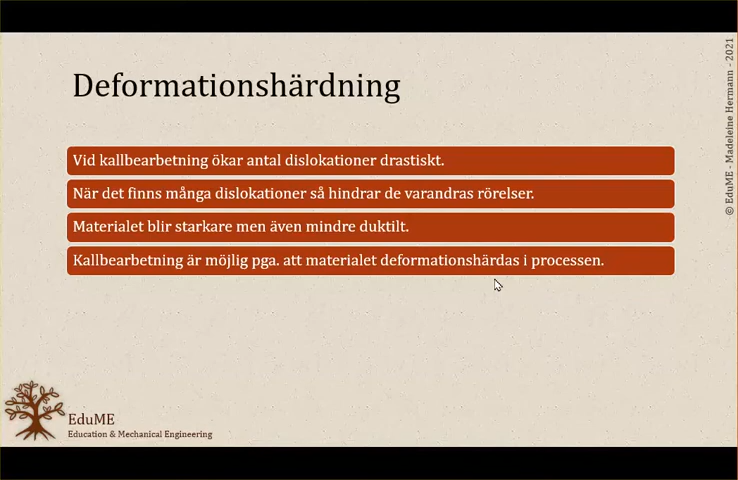 Deformationshärdning
Vid kallbearbetning ökar antal dislokationer drastiskt.
När det finns många dislokationer så hindrar de varandras rörelser.
Materialet blir starkare men även mindre duktilt.
Kallbearbetning är möjlig pga. att materialet deformationshärdas i processen.
EduME
Education & Mechanical Engineering
© EduME - Madeleine Hermann - 2021